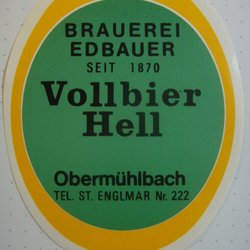 BRAUEREI
EDBAUER
SEIT 1870
Vollbier
Hell
Obermühlbach
TEL. ST. ENGLMAR Nr. 222